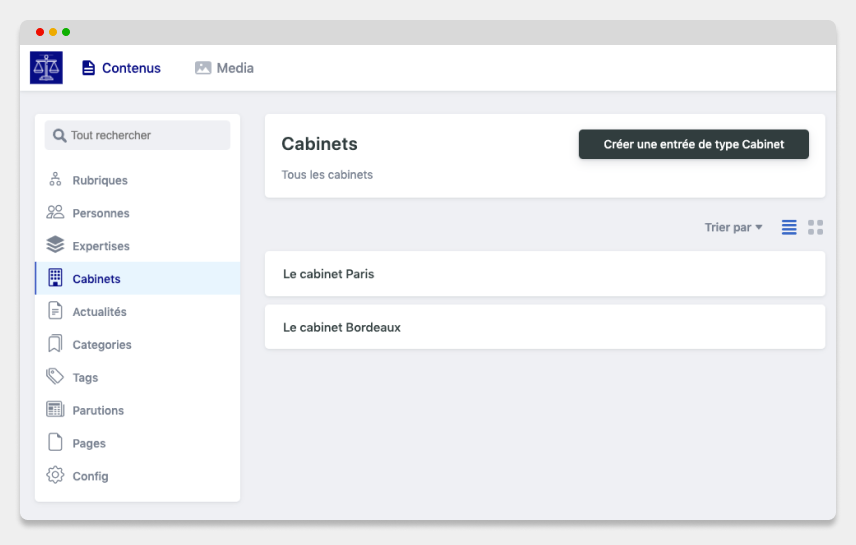 Contenus
Media
Tout rechercher
Rubriques
Personnes
Expertises
Cabinets
Actualités
Categories
Tags
Parutions
Pages
Config
Cabinets
Créer une entrée de type Cabinet
Tous les cabinets
Trier par
Le cabinet Paris
Le cabinet Bordeaux